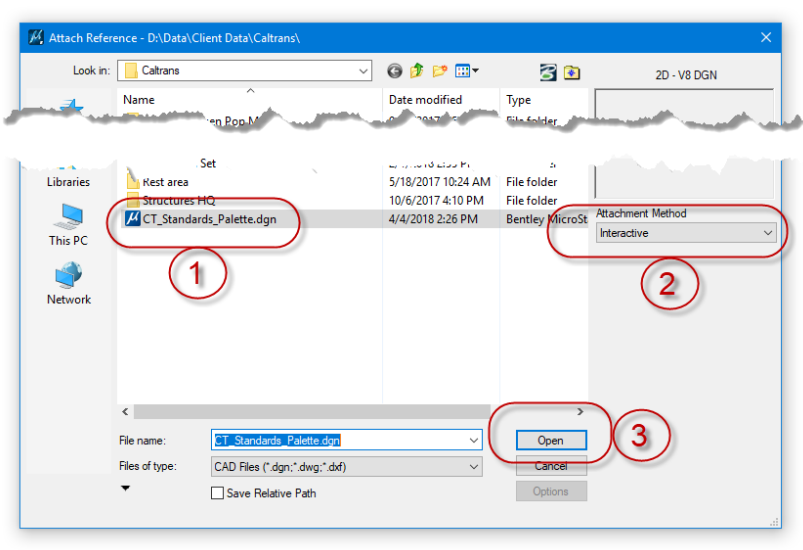 Attach Reference - D:\Data\Client Data\Caltrans\
Look in: Caltrans
2D - V8 DGN
Name Date modified Type
File folder
Set
Libraries
Rest area 5/18/2017 10:24 AM File folder
Structures HQ 10/6/2017 4:10 PM File folder
CT_Standards_Palette.dgn 4/4/2018 2:26 PM Bentley MicroSt
Attachment Method
Interactive
This PC
1
2
Network
File name: CT_Standards_Palette.dgn Open
3
Files of type: CAD Files (*.dgn;*.dwg;*.dxf) Cancel
Save Relative Path Options